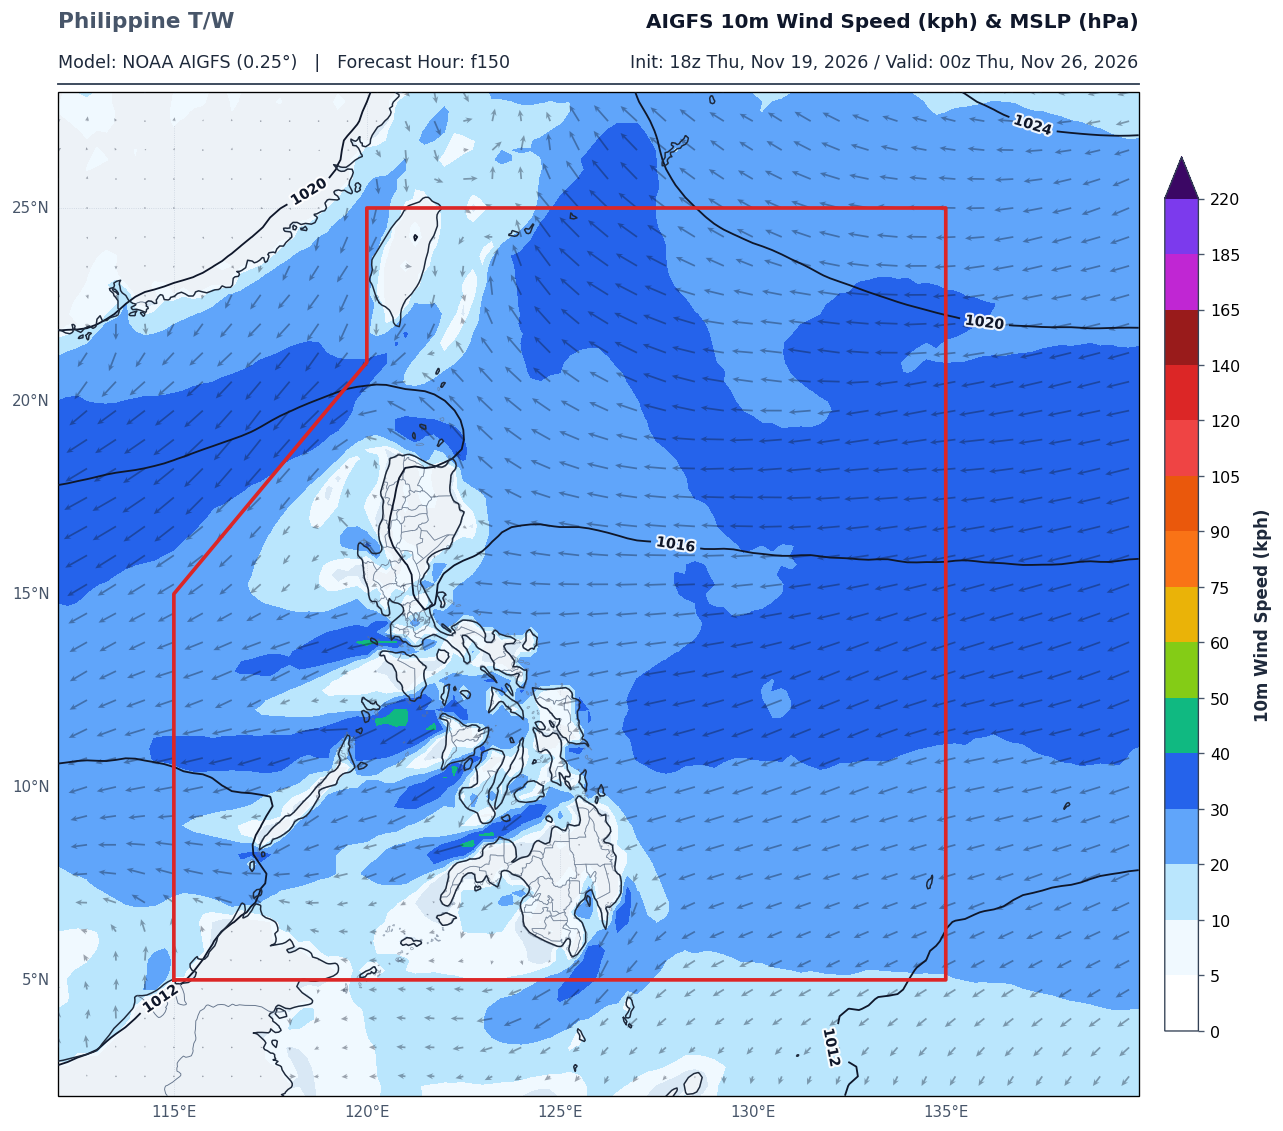 Philippine T/W
AIGFS 10m Wind Speed (kph) & MSLP (hPa)
Model: NOAA AIGFS (0.25°) | Forecast Hour: f150
Init: 18z Thu, Nov 19, 2026 / Valid: 00z Thu, Nov 26, 2026
1024
1020
25°N
1020
20°N
1016
15°N
10°N
5°N
1012
1012
115°E
120°E
125°E
130°E
135°E
220
185
165
140
120
105
90
75
60
50
40
30
20
10
5
0
10m Wind Speed (kph)